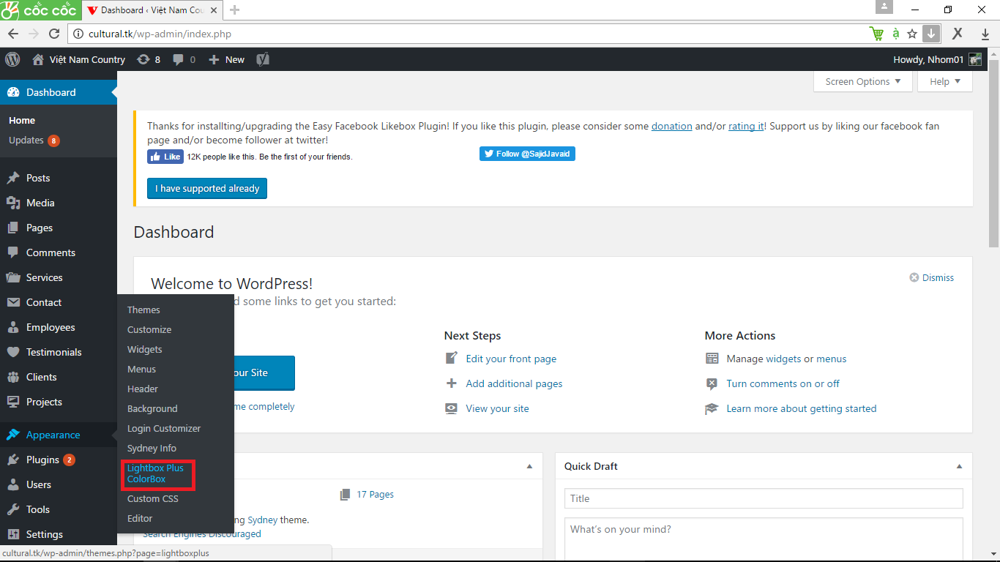 cốc cốc
Dashboard ‹ Việt Nam Cou
cultural.tk/wp-admin/index.php
Việt Nam Country
8
0
New
Howdy, Nhom01
Screen Options
Help
Dashboard
Home
Updates 8
Posts
Media
Pages
Comments
Services
Contact
Employees
Testimonials
Clients
Projects
Appearance
Plugins 2
Users
Tools
Settings
Themes
Customize
Widgets
Menus
Header
Background
Login Customizer
Sydney Info
Lightbox Plus
ColorBox
Custom CSS
Editor
Thanks for installting/upgrading the Easy Facebook Likebox Plugin! If you like this plugin, please consider some donation and/or rating it! Support us by liking our facebook fan
page and/or become follower at twitter!
Like 12K people like this. Be the first of your friends.
Follow @SajidJavaid
I have supported already
Dashboard
Welcome to WordPress!
Dismiss
d some links to get you started:
our Site
me completely
Next Steps
Edit your front page
Add additional pages
View your site
More Actions
Manage widgets or menus
Turn comments on or off
Learn more about getting started
17 Pages
ng Sydney theme.
Search Engines Discouraged
Quick Draft
Title
What's on your mind?
cultural.tk/wp-admin/themes.php?page=lightboxplus